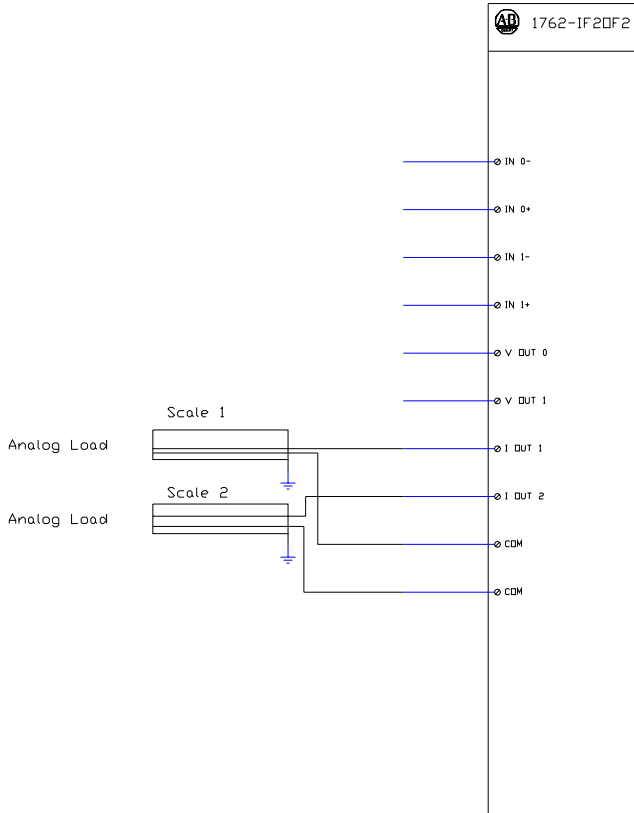 AB
1762-IF2OF2
IN 0-
IN 0+
IN 1-
IN 1+
V OUT 0
V OUT 1
Scale 1
Analog Load
I OUT 1
Scale 2
I OUT 2
Analog Load
COM
COM